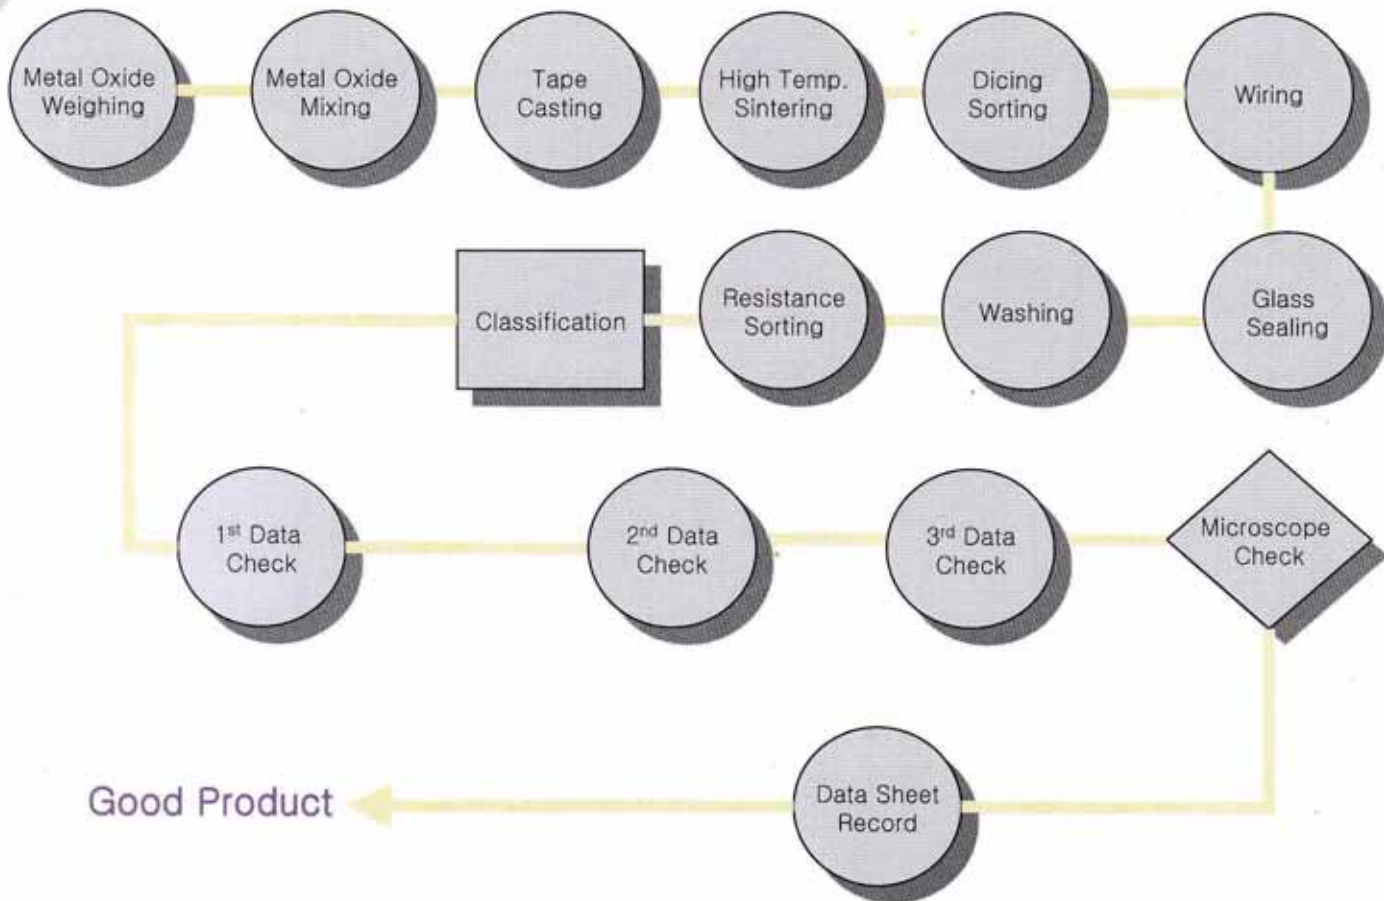 Metal Oxide
Weighing
Metal Oxide
Mixing
Tape
Casting
High Temp.
Sintering
Dicing
Sorting
Wiring
Glass
Sealing
Washing
Resistance
Sorting
Classification
1st Data
Check
2nd Data
Check
3rd Data
Check
Microscope
Check
Data Sheet
Record
Good Product